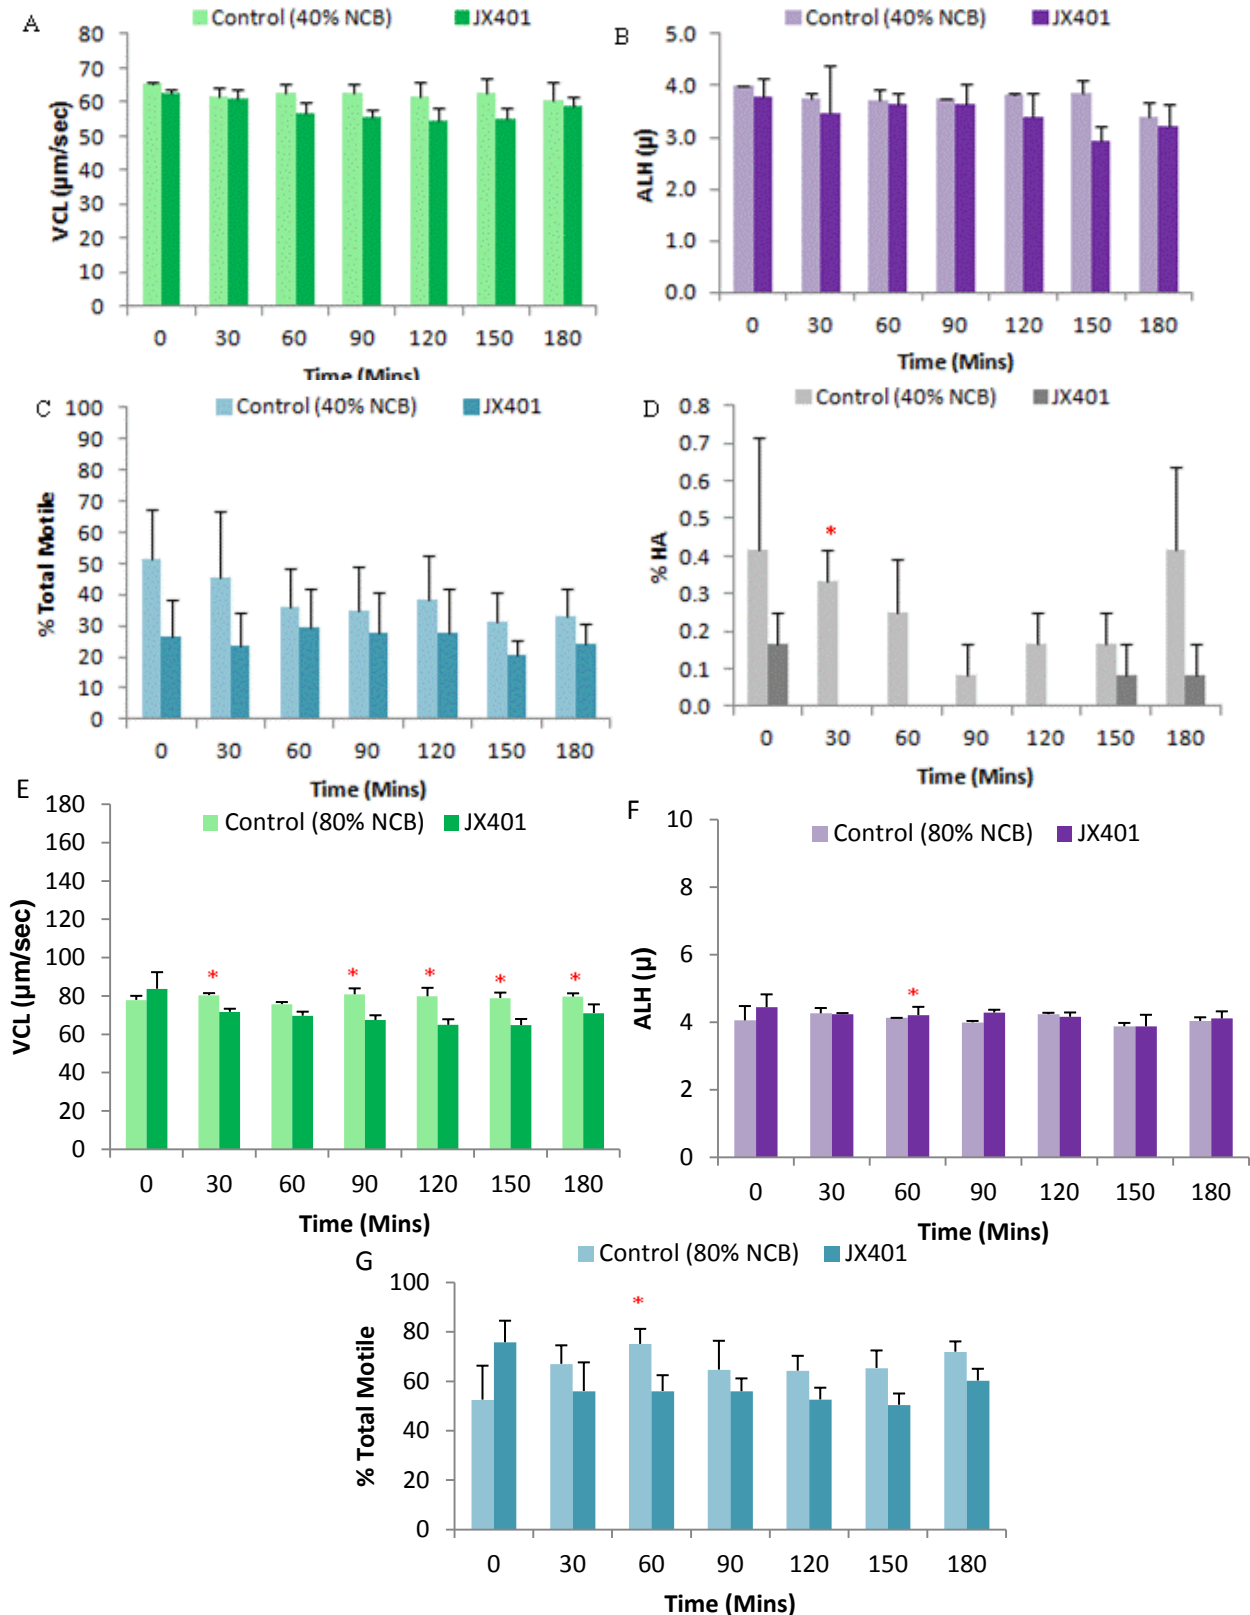 A
Control (40% NCB) JX401
VCL (µm/sec)
80
70
60
50
40
30
20
10
0
0 30 60 90 120 150 180
Time (Mins)
B
Control (40% NCB) JX401
ALH (µ)
5.0
4.0
3.0
2.0
1.0
0.0
0 30 60 90 120 150 180
Time (Mins)
C
Control (40% NCB) JX401
% Total Motile
100
90
80
70
60
50
40
30
20
10
0
0 30 60 90 120 150 180
Time (Mins)
D
Control (40% NCB) JX401
% HA
0.8
0.7
0.6
0.5
0.4
0.3
0.2
0.1
0.0
*
0 30 60 90 120 150 180
Time (Mins)
E
Control (80% NCB) JX401
VCL (µm/sec)
180
160
140
120
100
80
60
40
20
0
* * * * *
0 30 60 90 120 150 180
Time (Mins)
F
Control (80% NCB) JX401
ALH (µ)
10
8
6
4
2
0
*
0 30 60 90 120 150 180
Time (Mins)
G
Control (80% NCB) JX401
% Total Motile
100
80
60
40
20
0
*
0 30 60 90 120 150 180
Time (Mins)